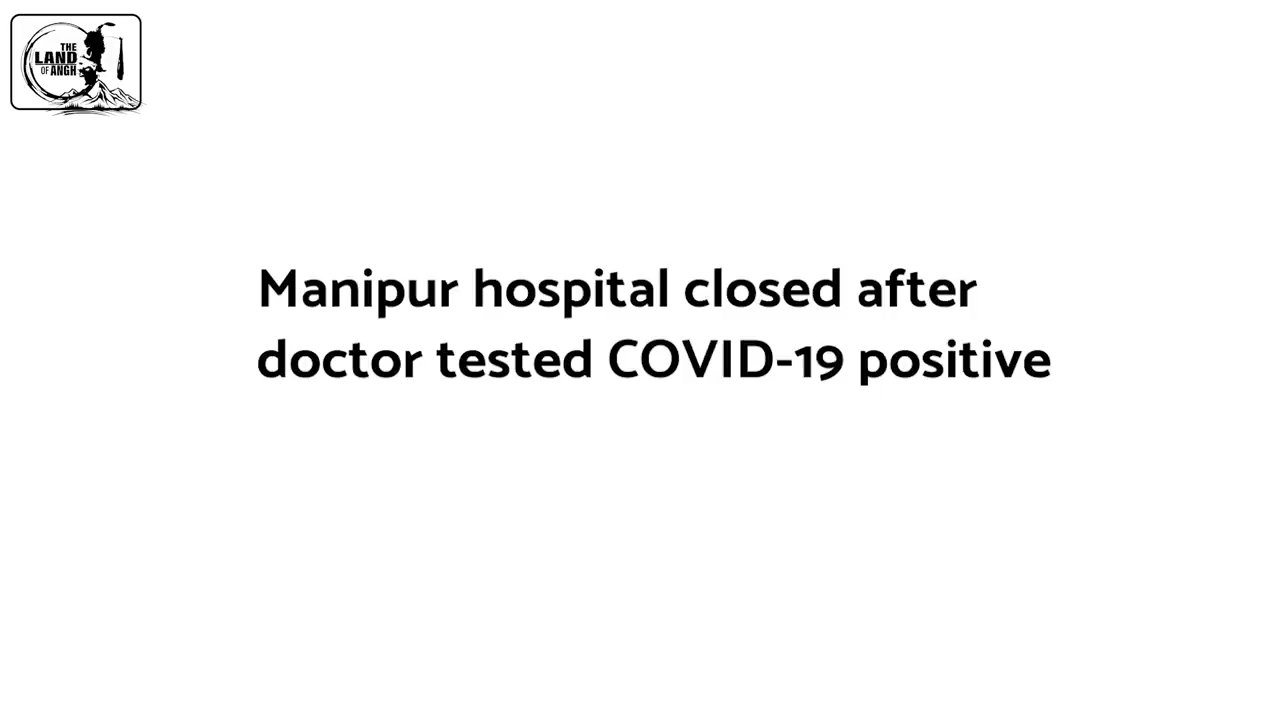 THE
LAND
OF ANGH
Manipur hospital closed after
doctor tested COVID-19 positive